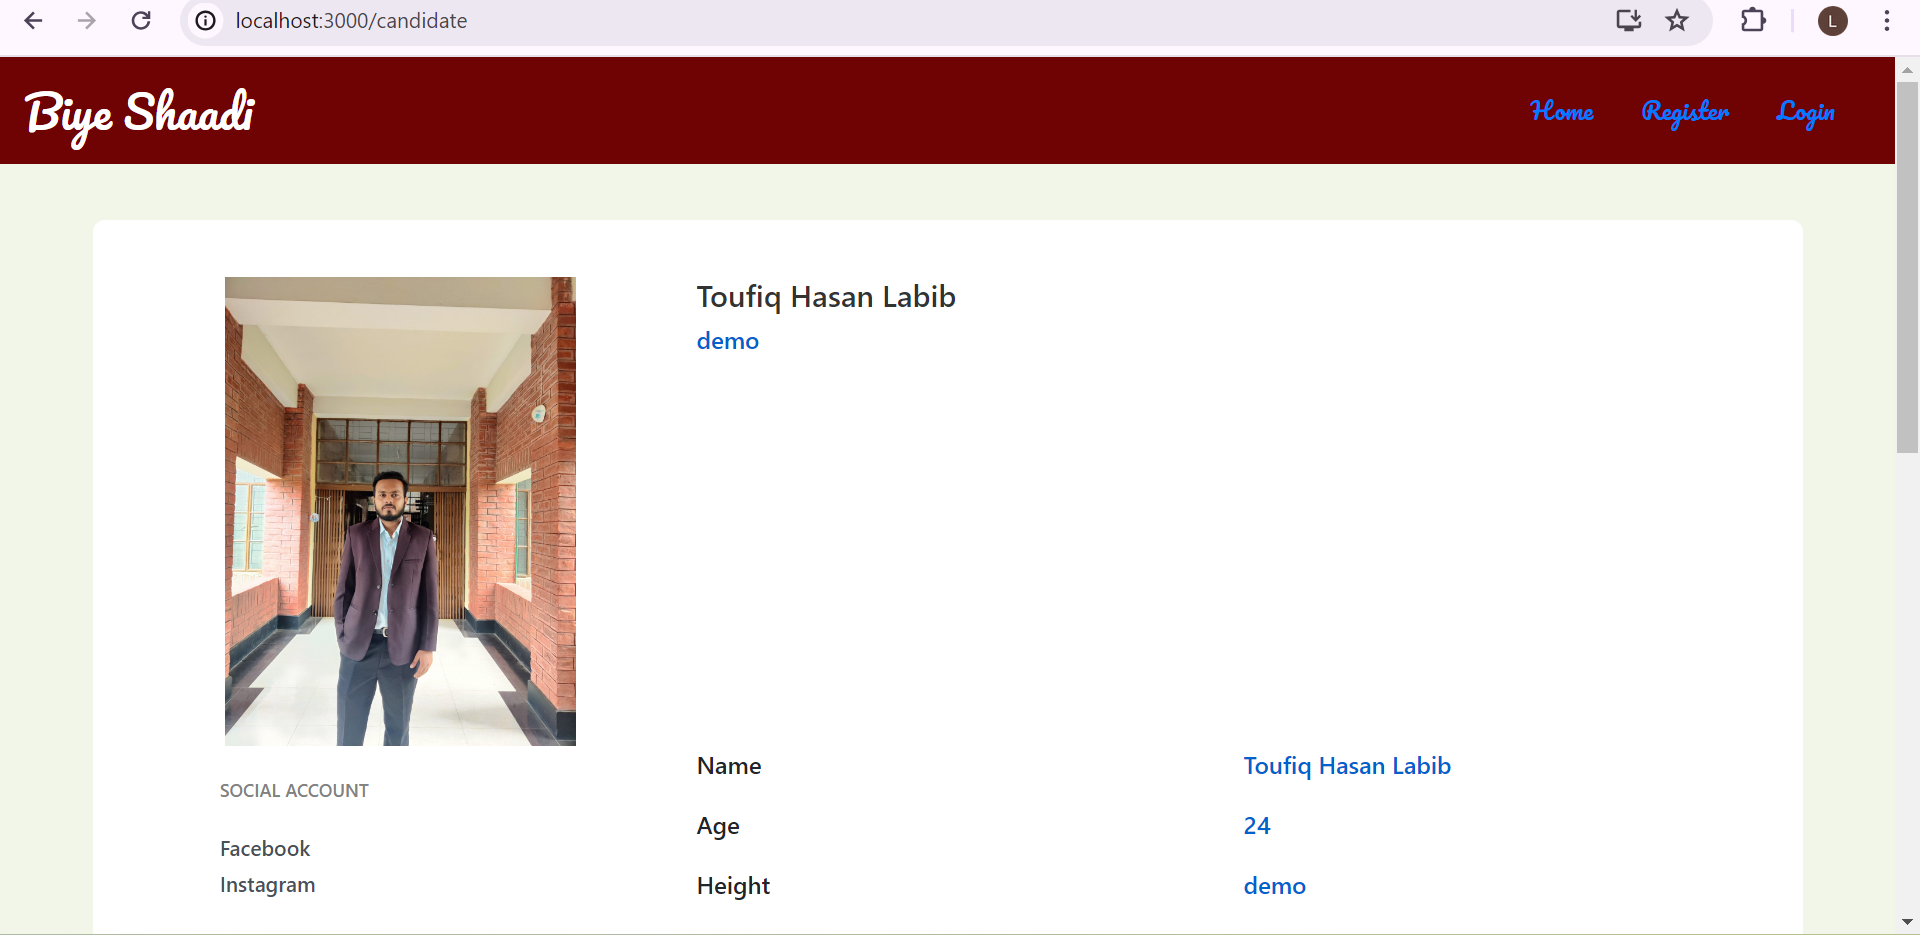 localhost:3000/candidate
L
Biye Shaadi
Home Register Login
Toufiq Hasan Labib
demo
Name Toufiq Hasan Labib
SOCIAL ACCOUNT
Age 24
Facebook
Instagram
Height demo